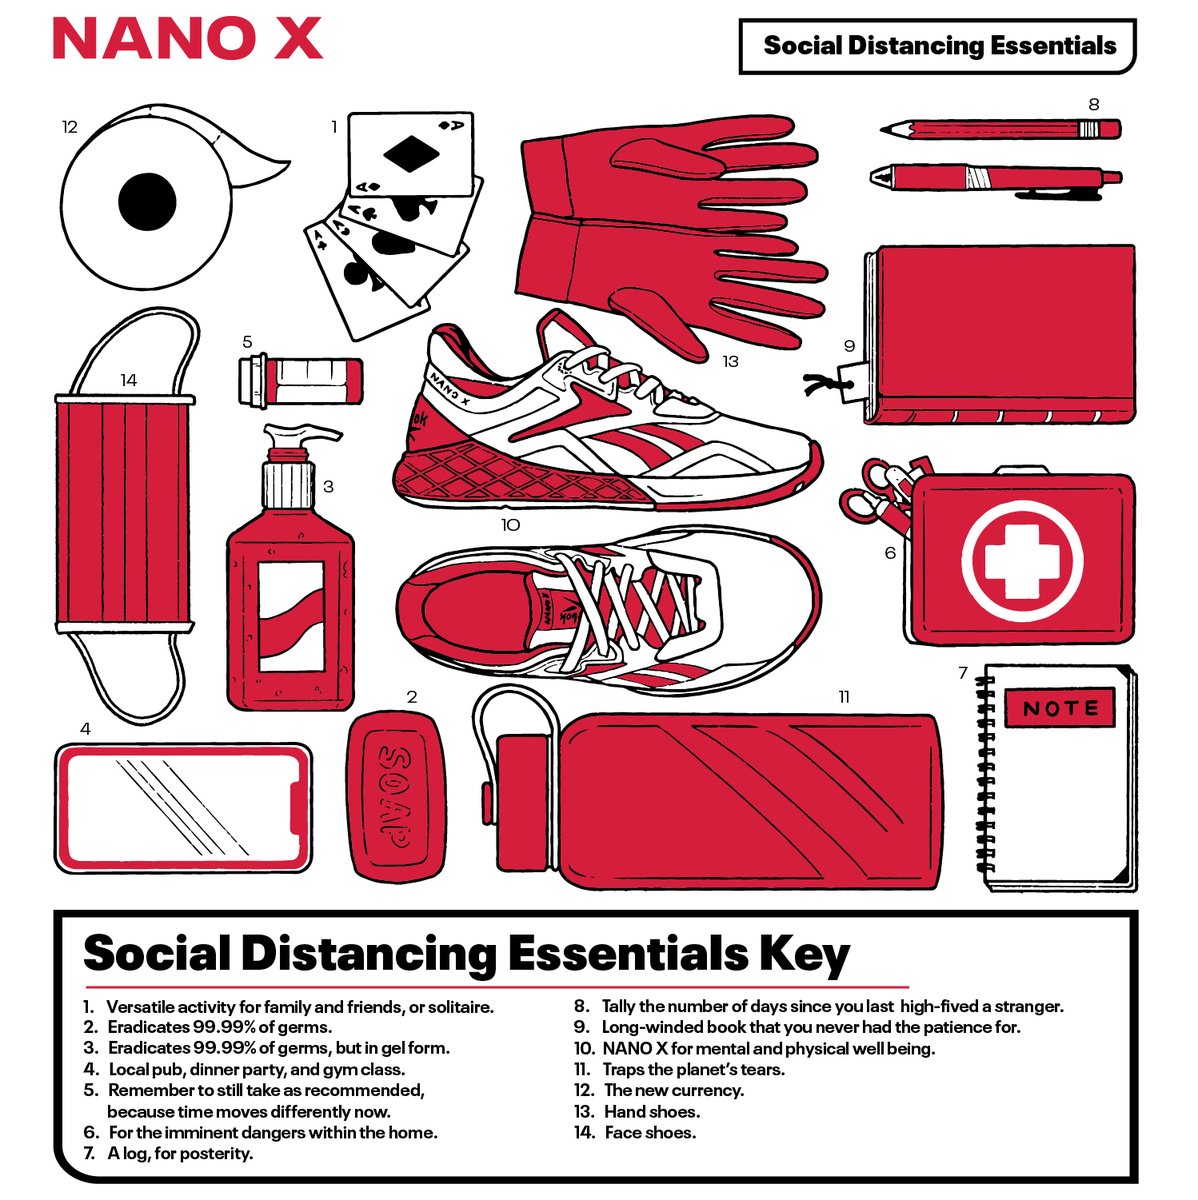 NANO X
Social Distancing Essentials
8
12
1
A
A
A
A
A
9
13
5
14
NANO X
3
10
6
NANO X
7
2
11
NOTE
4
SOAP
Social Distancing Essentials Key
1. Versatile activity for family and friends, or solitaire.
2. Eradicates 99.99% of germs.
3. Eradicates 99.99% of germs, but in gel form.
4. Local pub, dinner party, and gym class.
5. Remember to still take as recommended,
because time moves differently now.
6. For the imminent dangers within the home.
7. A log, for posterity.
8. Tally the number of days since you last high-fived a stranger.
9. Long-winded book that you never had the patience for.
10. NANO X for mental and physical well being.
11. Traps the planet's tears.
12. The new currency.
13. Hand shoes.
14. Face shoes.